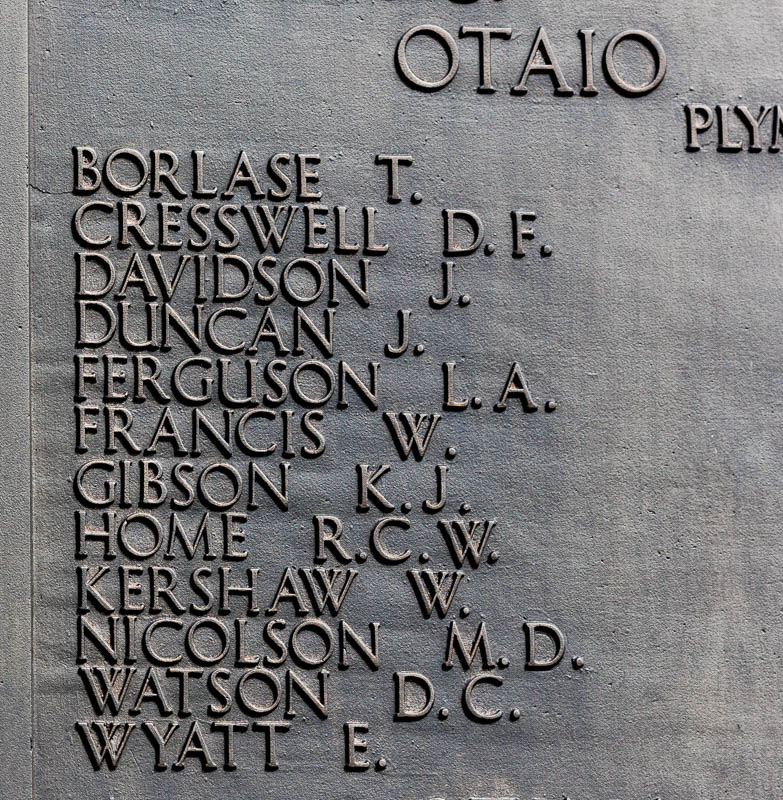 OTAIO
BORLASE T.
CRESSWELL D. F.
DAVIDSON J.
DUNCAN J.
FERGUSON L. A.
FRANCIS W.
GIBSON K. J.
HOME R. C. W.
KERSHAW W.
NICOLSON M. D.
WATSON D. C.
WYATT E.